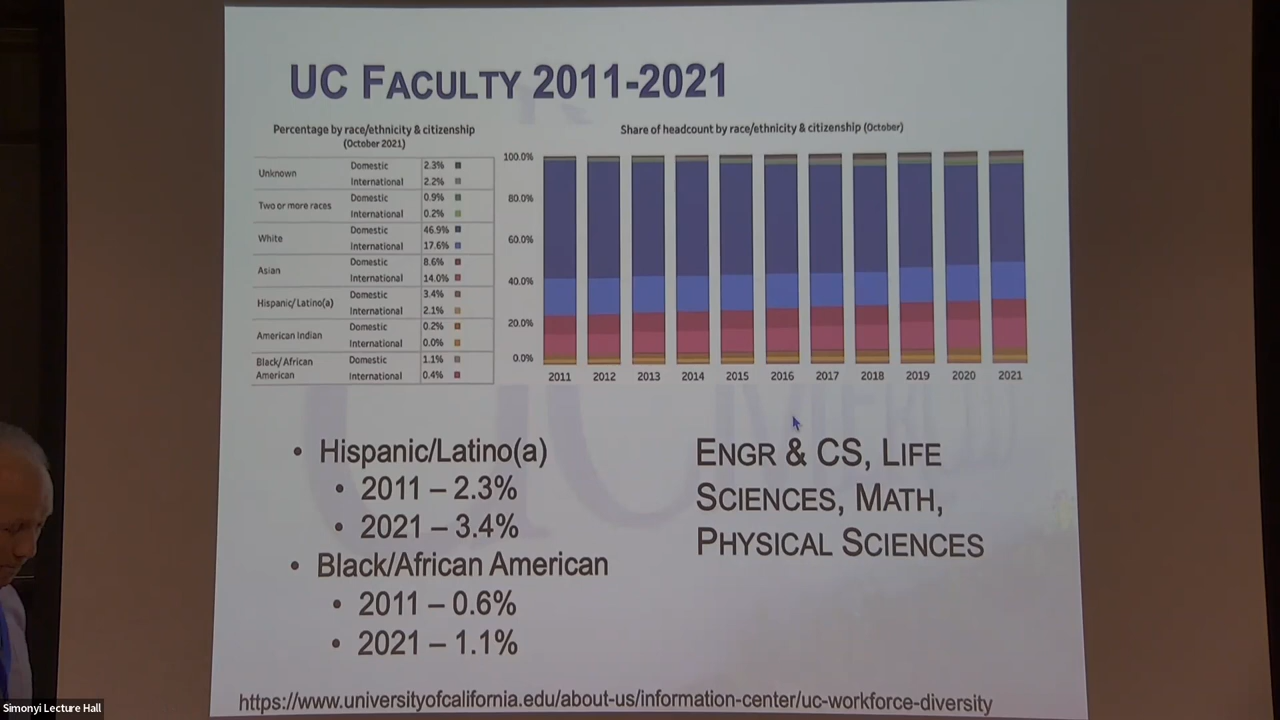 UC FACULTY 2011-2021
Percentage by race/ethnicity & citizenship
(October 2021)
Unknown Domestic 2.3%
International 2.2%
Two or more races Domestic 0.9%
International 0.2%
White Domestic 46.9%
International 17.6%
Asian Domestic 8.6%
International 14.0%
Hispanic/ Latino(a) Domestic 3.4%
International 2.1%
American Indian Domestic 0.2%
International 0.0%
Black/ African American Domestic 1.1%
International 0.4%
Share of headcount by race/ethnicity & citizenship (October)
100.0%
80.0%
60.0%
40.0%
20.0%
0.0%
2011 2012 2013 2014 2015 2016 2017 2018 2019 2020 2021
• Hispanic/Latino(a)
• 2011 – 2.3%
• 2021 – 3.4%
• Black/African American
• 2011 – 0.6%
• 2021 – 1.1%
ENGR & CS, LIFE
SCIENCES, MATH,
PHYSICAL SCIENCES
https://www.universityofcalifornia.edu/about-us/information-center/uc-workforce-diversity
Simonyi Lecture Hall